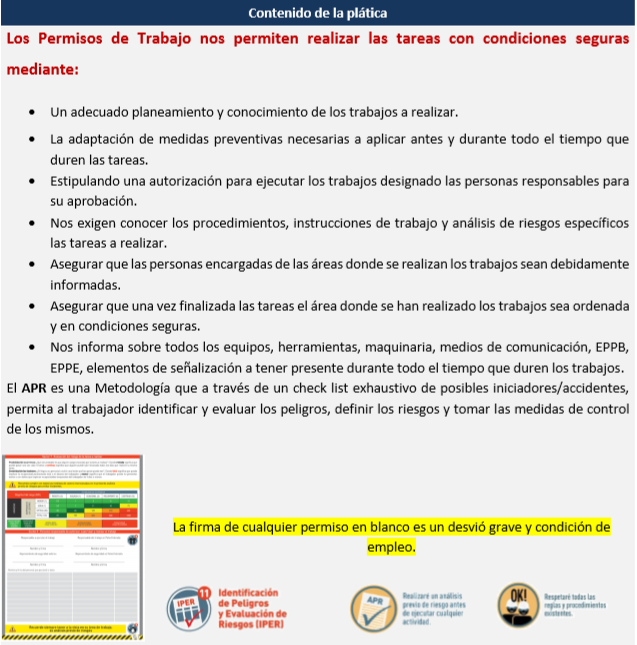 Contenido de la plática
Los Permisos de Trabajo nos permiten realizar las tareas con condiciones seguras
mediante:
• Un adecuado planeamiento y conocimiento de los trabajos a realizar.
• La adaptación de medidas preventivas necesarias a aplicar antes y durante todo el tiempo que
duren las tareas.
• Estipulando una autorización para ejecutar los trabajos designado las personas responsables para
su aprobación.
• Nos exigen conocer los procedimientos, instrucciones de trabajo y análisis de riesgos específicos
las tareas a realizar.
• Asegurar que las personas encargadas de las áreas donde se realizan los trabajos sean debidamente
informadas.
• Asegurar que una vez finalizada las tareas el área donde se han realizado los trabajos sea ordenada
y en condiciones seguras.
• Nos informa sobre todos los equipos, herramientas, maquinaria, medios de comunicación, EPPB,
EPPE, elementos de señalización a tener presente durante todo el tiempo que duren los trabajos.
El APR es una Metodología que a través de un check list exhaustivo de posibles iniciadores/accidentes,
permita al trabajador identificar y evaluar los peligros, definir los riesgos y tomar las medidas de control
de los mismos.
La firma de cualquier permiso en blanco es un desvió grave y condición de
empleo.
IPER
11
Identificación
de Peligros
y Evaluación de
Riesgos (IPER)
APR
Realizaré un análisis
previo de riesgo antes
de ejecutar cualquier
actividad.
OK!
Respetaré todas las
reglas y procedimientos
existentes.